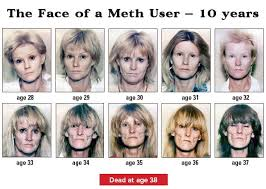 The Face of a Meth User – 10 years
age 28 age 29 age 30 age 31 age 32
age 33 age 34 age 35 age 36 age 37
Dead at age 38